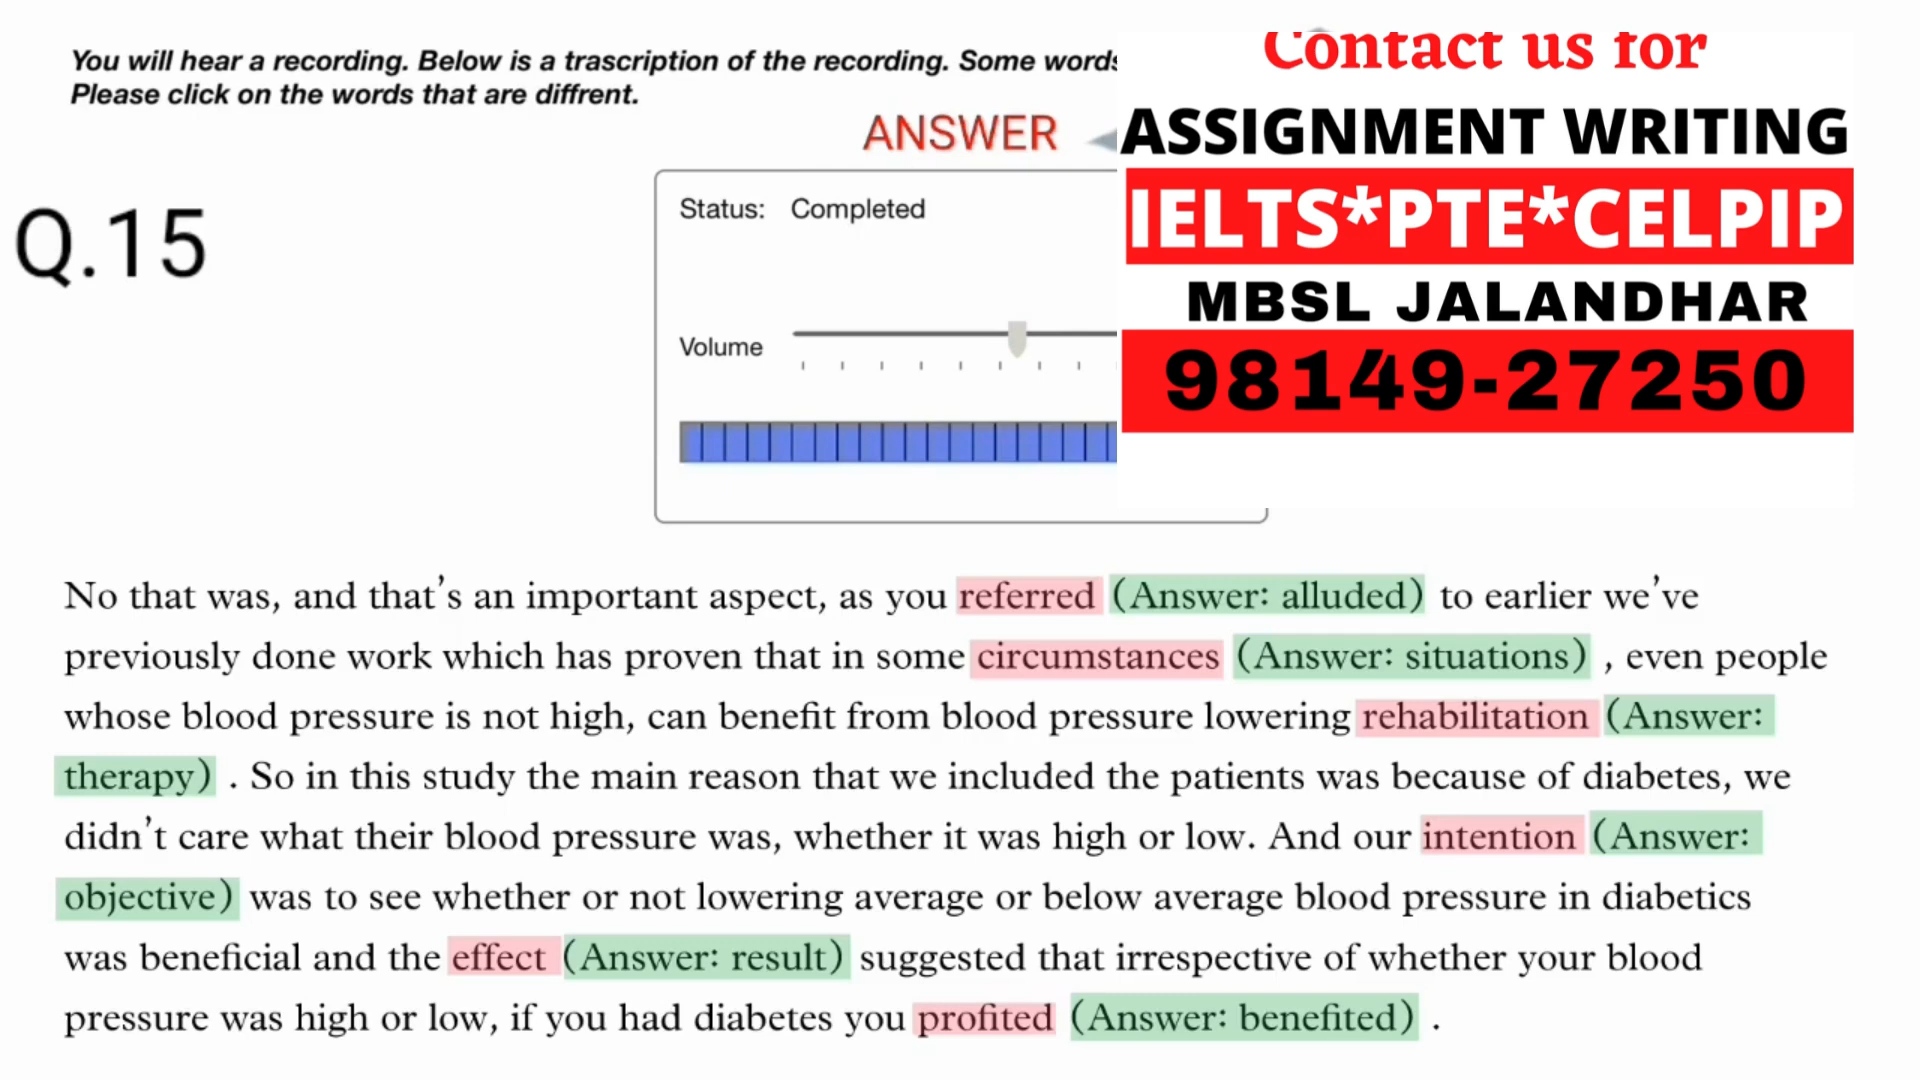 You will hear a recording. Below is a trascription of the recording. Some words
Please click on the words that are diffrent.
Contact us for
ANSWER
ASSIGNMENT WRITING
IELTS*PTE*CELPIP
MBSL JALANDHAR
98149-27250
Q.15
Status: Completed
Volume
No that was, and that's an important aspect, as you referred (Answer: alluded) to earlier we've
previously done work which has proven that in some circumstances (Answer: situations) , even people
whose blood pressure is not high, can benefit from blood pressure lowering rehabilitation (Answer:
therapy) . So in this study the main reason that we included the patients was because of diabetes, we
didn't care what their blood pressure was, whether it was high or low. And our intention (Answer:
objective) was to see whether or not lowering average or below average blood pressure in diabetics
was beneficial and the effect (Answer: result) suggested that irrespective of whether your blood
pressure was high or low, if you had diabetes you profited (Answer: benefited) .